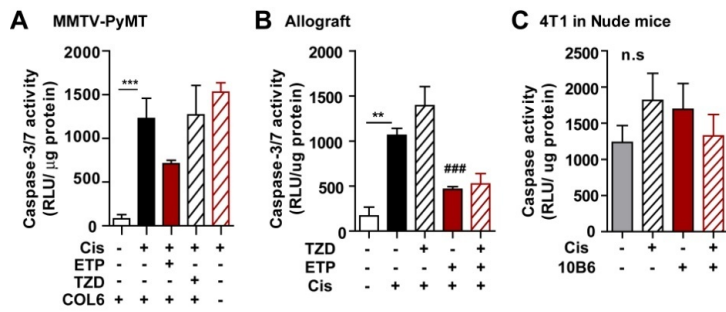 A MMTV-PyMT
Caspase-3/7 activity
(RLU/ μg protein)
2000
1500
1000
500
0
***
Cis - + + + +
ETP - - + - -
TZD - - - + -
COL6 + + + + -
B Allograft
Caspase-3/7 activity
(RLU/ug protein)
2000
1500
1000
500
0
**
###
TZD - - + - +
ETP - - - + +
Cis - + + + +
C 4T1 in Nude mice
Caspase activity
(RLU/ ug protein)
2500
2000
1500
1000
500
0
n.s
Cis - + - +
10B6 - - + +